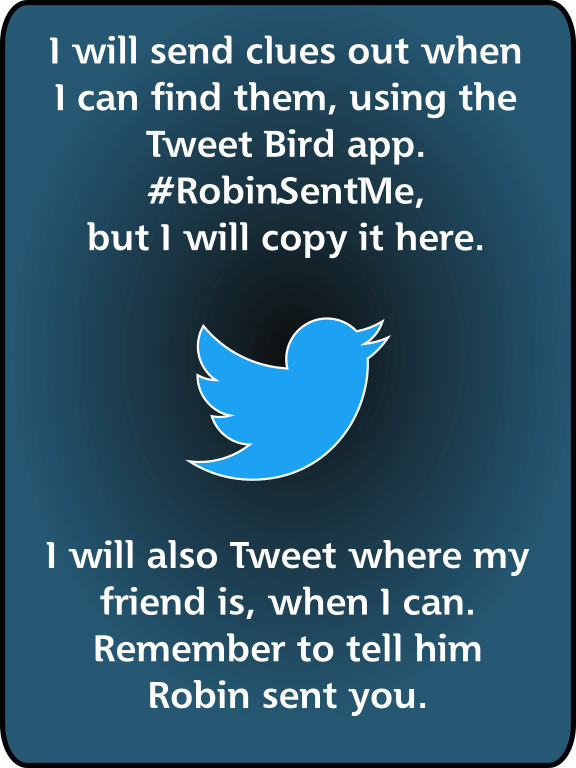 I will send clues out when
I can find them, using the
Tweet Bird app.
#RobinSentMe,
but I will copy it here.
I will also Tweet where my
friend is, when I can.
Remember to tell him
Robin sent you.